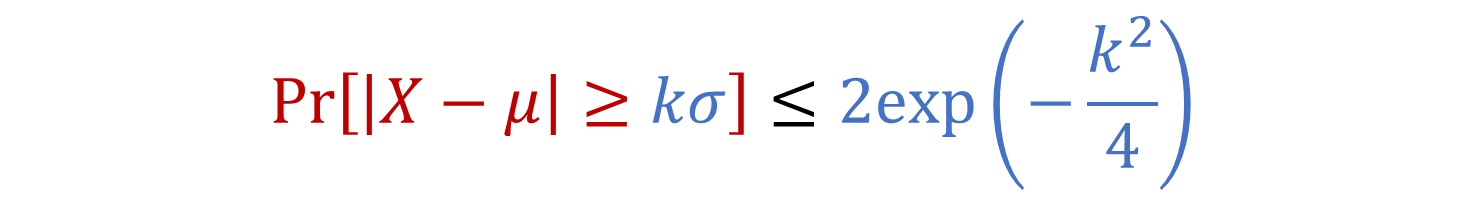 Pr[|X − μ| ≥ kσ] ≤ 2exp(−k²/4)